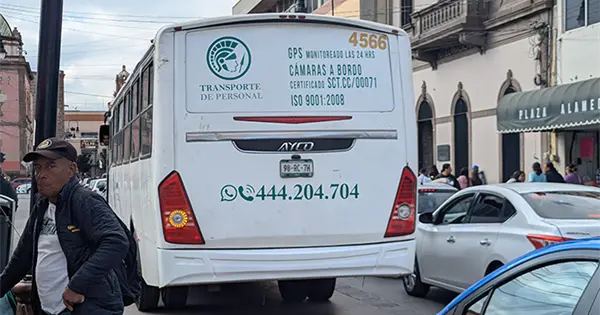 4566
GPS MONITOREADO LAS 24 HRS
CÁMARAS A BORDO
CERTIFICADO SCT.CC/00071
ISO 9001:2008
TRANSPORTE
DE PERSONAL
AYCO
444.204.704
PLAZA ALAMED